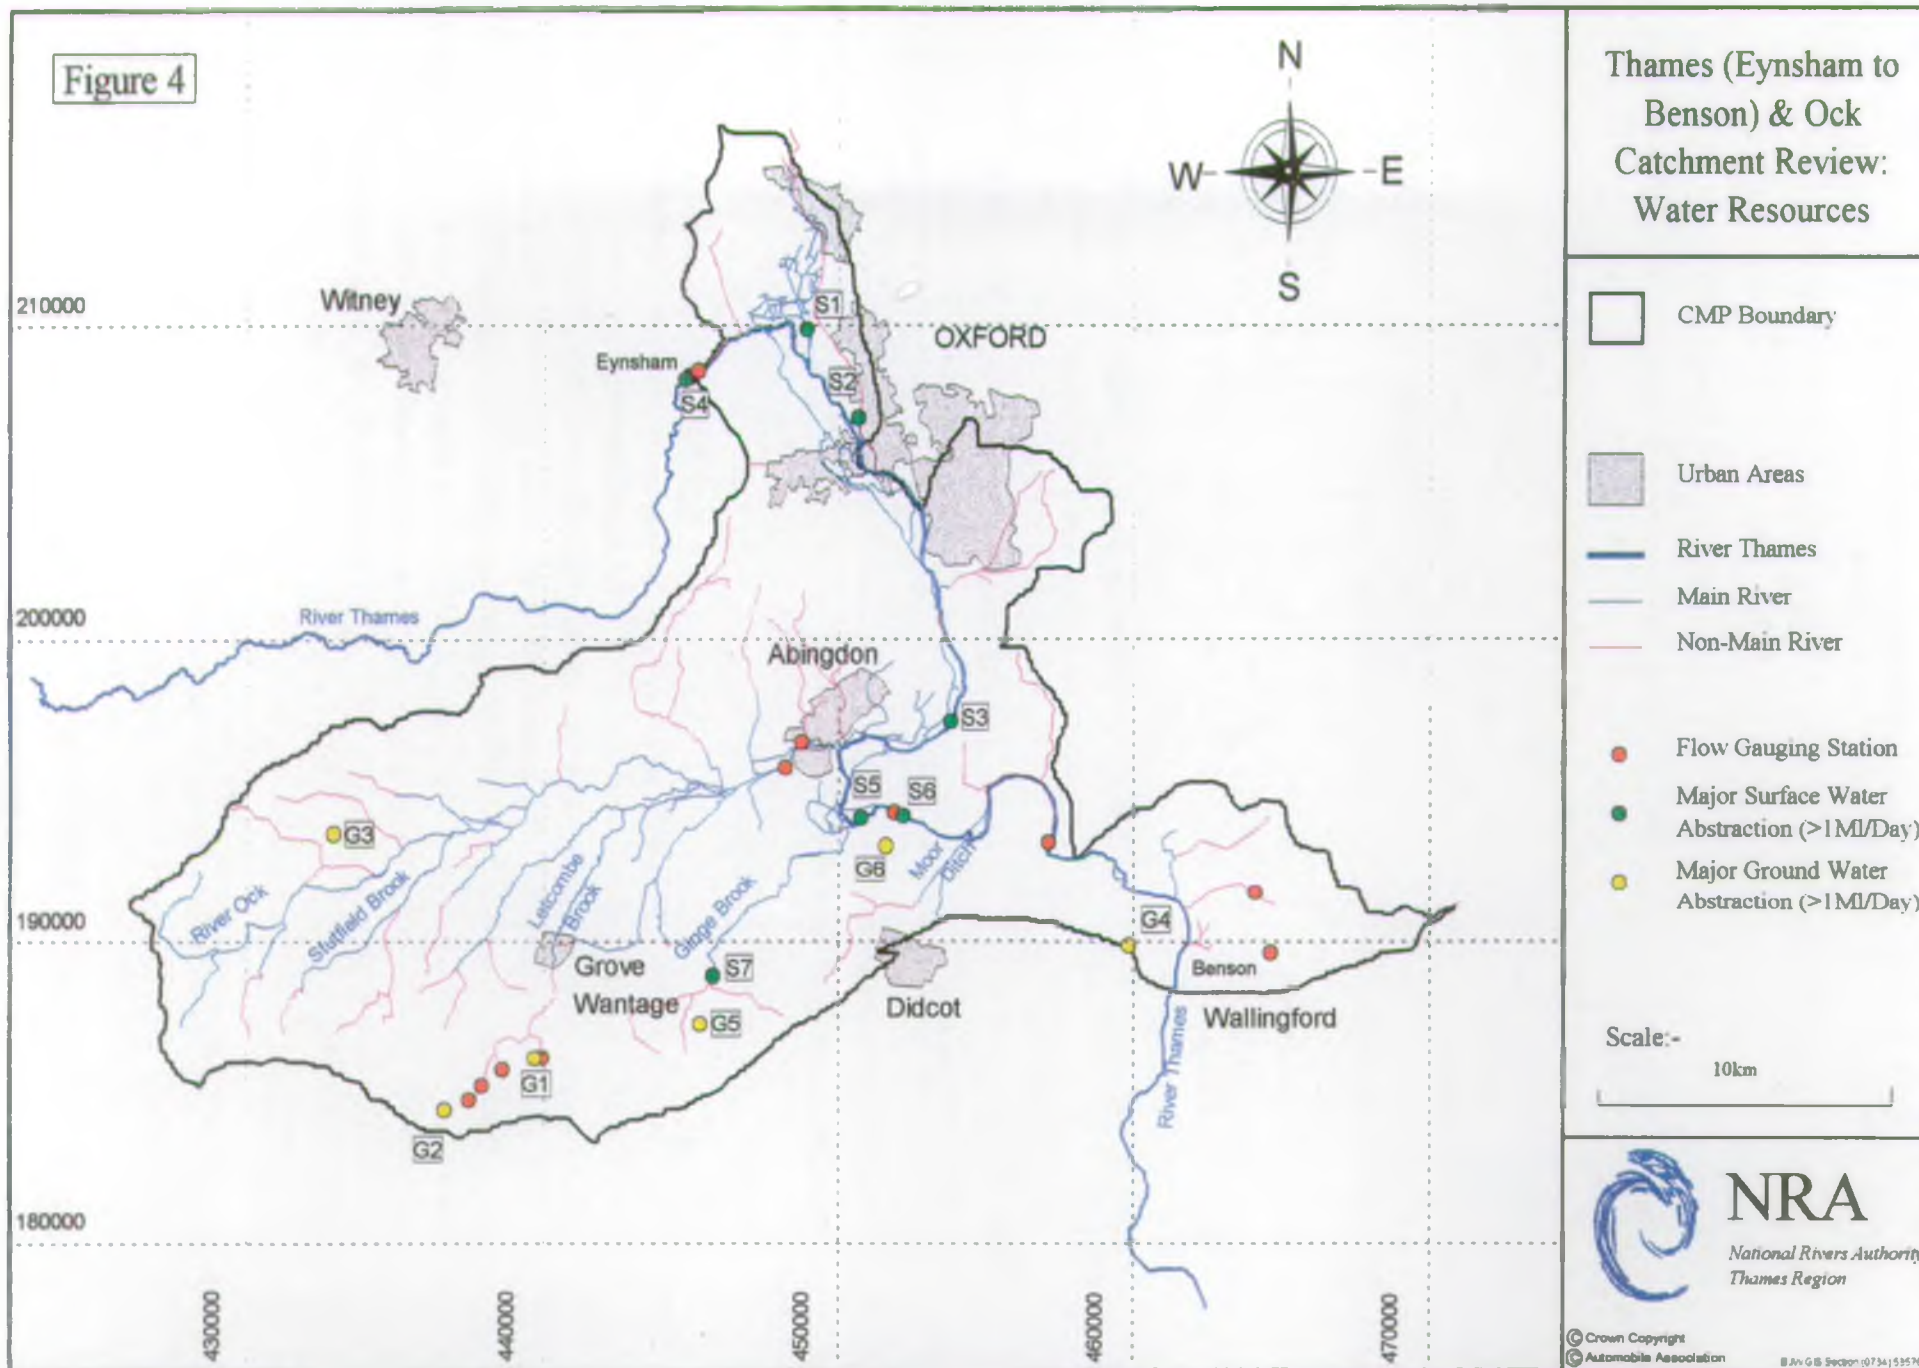 Figure 4
N
W
E
S
Witney
210000
S1
OXFORD
Eynsham
S2
S4
River Thames
200000
Abingdon
S3
S5
S6
G3
G6
Moor
Ditch
River Ock
Stutfield Brook
Letcombe
Brook
Ginge Brook
190000
G4
Grove
Wantage
S7
G5
Didcot
Benson
Wallingford
River Thames
G1
G2
180000
430000
440000
450000
460000
470000
Thames (Eynsham to
Benson) & Ock
Catchment Review:
Water Resources
CMP Boundary
Urban Areas
River Thames
Main River
Non-Main River
Flow Gauging Station
Major Surface Water
Abstraction (>1Ml/Day)
Major Ground Water
Abstraction (>1Ml/Day)
Scale:-
10km
NRA
National Rivers Authority
Thames Region
© Crown Copyright
© Automobile Association